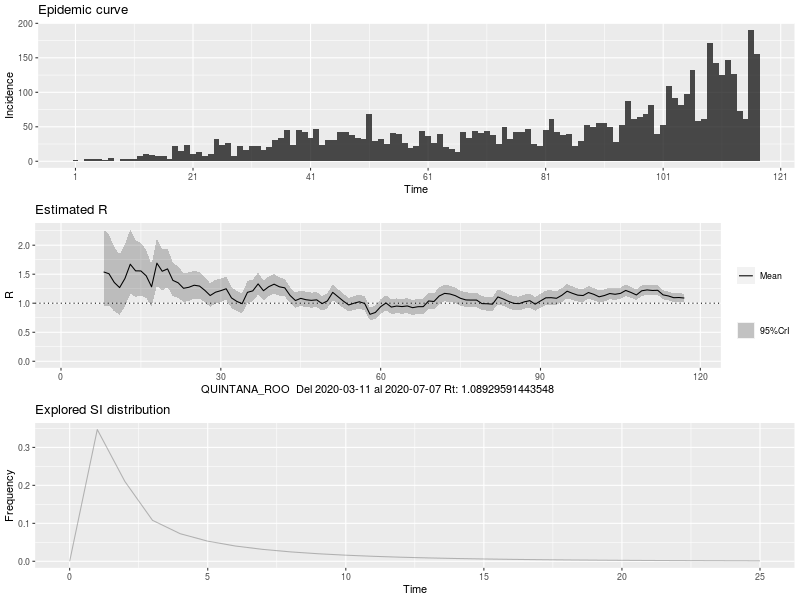 Epidemic curve
200
150
100
50
0
Incidence
1 21 41 61 81 101 121
Time
Estimated R
2.0
1.5
1.0
0.5
0.0
R
0 30 60 90 120
QUINTANA_ROO Del 2020-03-11 al 2020-07-07 Rt: 1.08929591443548
Mean
95%CrI
Explored SI distribution
0.3
0.2
0.1
0.0
Frequency
0 5 10 15 20 25
Time